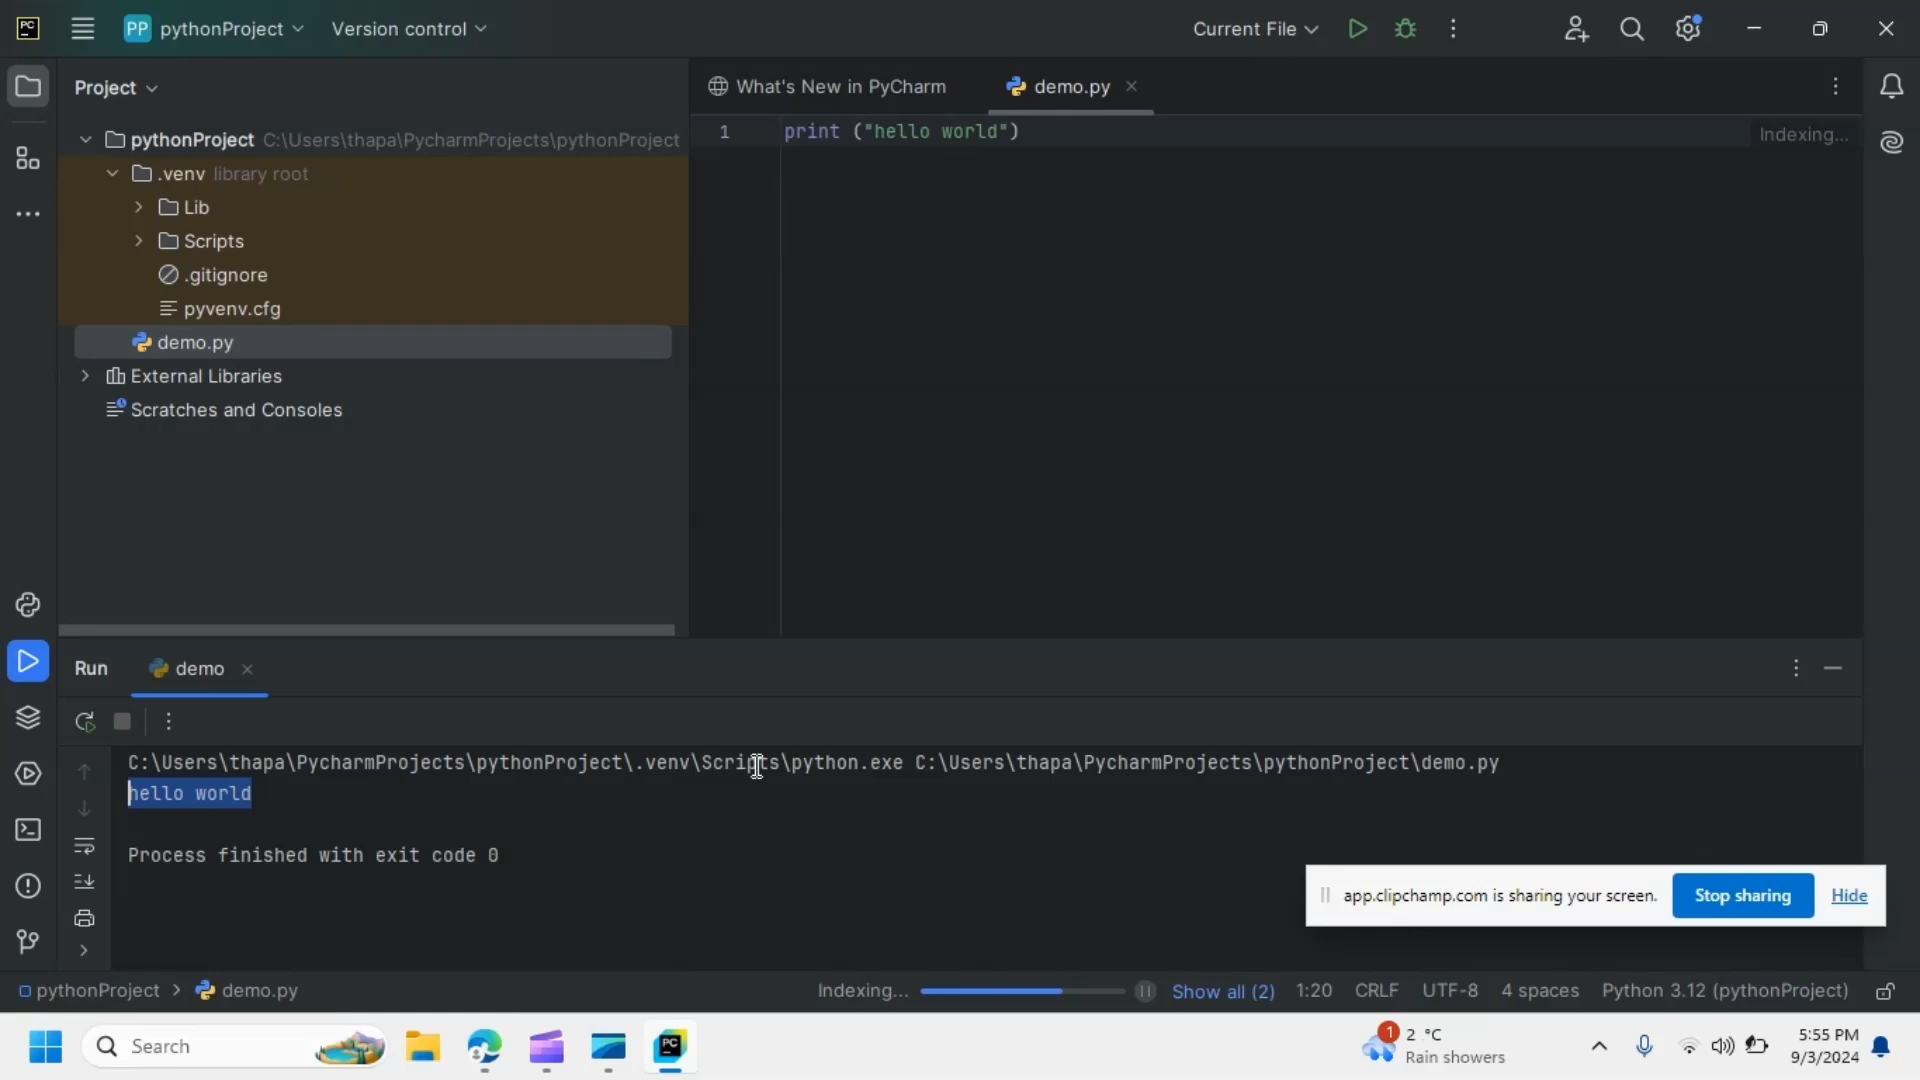 PC
PP pythonProject
Version control
Current File
Project
What's New in PyCharm
demo.py
pythonProject C:\Users\thapa\PycharmProjects\pythonProject
1
print ("hello world")
Indexing...
.venv library root
Lib
Scripts
.gitignore
pyvenv.cfg
demo.py
External Libraries
Scratches and Consoles
Run
demo
C:\Users\thapa\PycharmProjects\pythonProject\.venv\Scripts\python.exe C:\Users\thapa\PycharmProjects\pythonProject\demo.py
hello world
Process finished with exit code 0
app.clipchamp.com is sharing your screen.
Stop sharing
Hide
pythonProject
demo.py
Indexing...
Show all (2)
1:20
CRLF
UTF-8
4 spaces
Python 3.12 (pythonProject)
Search
PC
1
2 °C
Rain showers
5:55 PM
9/3/2024